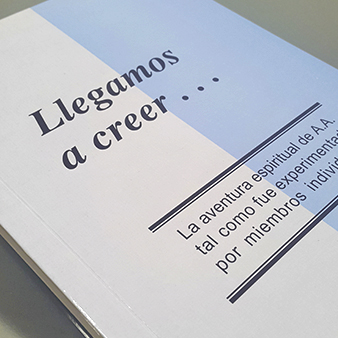 Llegamos
a creer . . .
La aventura espiritual de A.A.
tal como fue
por miembros